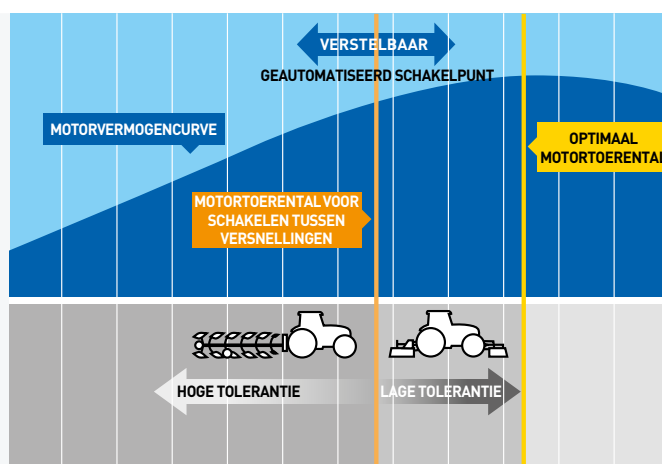 VERSTELBAAR
GEAUTOMATISEERD SCHAKELPUNT
MOTORVERMOGENCURVE
OPTIMAAL
MOTORTOERENTAL
MOTORTOERENTAL VOOR
SCHAKELEN TUSSEN
VERSNELLINGEN
HOGE TOLERANTIE
LAGE TOLERANTIE